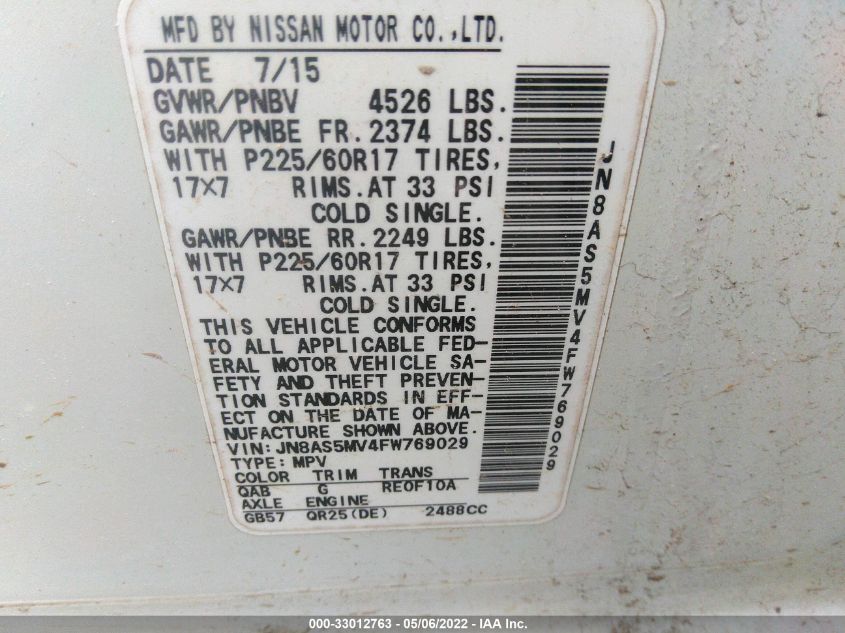 MFD BY NISSAN MOTOR CO.,LTD.
DATE 7/15
GVWR/PNBV 4526 LBS.
GAWR/PNBE FR.2374 LBS.
WITH P225/60R17 TIRES,
17×7 RIMS.AT 33 PSI
COLD SINGLE.
GAWR/PNBE RR.2249 LBS.
WITH P225/60R17 TIRES,
17×7 RIMS.AT 33 PSI
COLD SINGLE.
THIS VEHICLE CONFORMS
TO ALL APPLICABLE FED-
ERAL MOTOR VEHICLE SA-
FETY AND THEFT PREVEN-
TION STANDARDS IN EFF-
ECT ON THE DATE OF MA-
NUFACTURE SHOWN ABOVE.
VIN:JN8AS5MV4FW769029
TYPE:MPV
COLOR TRIM TRANS
QAB G RE0F10A
AXLE ENGINE
GB57 QR25(DE) 2488CC
JN8AS5MV4FW769029
000-33012763 - 05/06/2022 - IAA Inc.